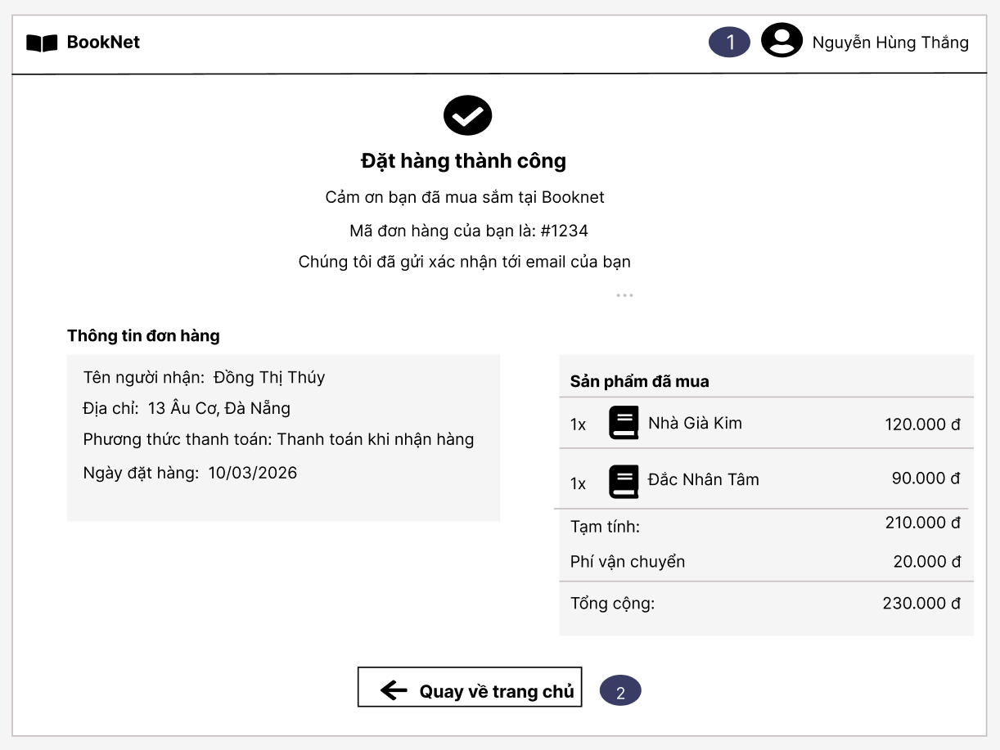 BookNet
1
Nguyễn Hùng Thắng
Đặt hàng thành công
Cảm ơn bạn đã mua sắm tại Booknet
Mã đơn hàng của bạn là: #1234
Chúng tôi đã gửi xác nhận tới email của bạn
...
Thông tin đơn hàng
Tên người nhận: Đồng Thị Thúy
Địa chỉ: 13 Âu Cơ, Đà Nẵng
Phương thức thanh toán: Thanh toán khi nhận hàng
Ngày đặt hàng: 10/03/2026
Sản phẩm đã mua
1x Nhà Già Kim 120.000 đ
1x Đắc Nhân Tâm 90.000 đ
Tạm tính: 210.000 đ
Phí vận chuyển 20.000 đ
Tổng cộng: 230.000 đ
Quay về trang chủ
2